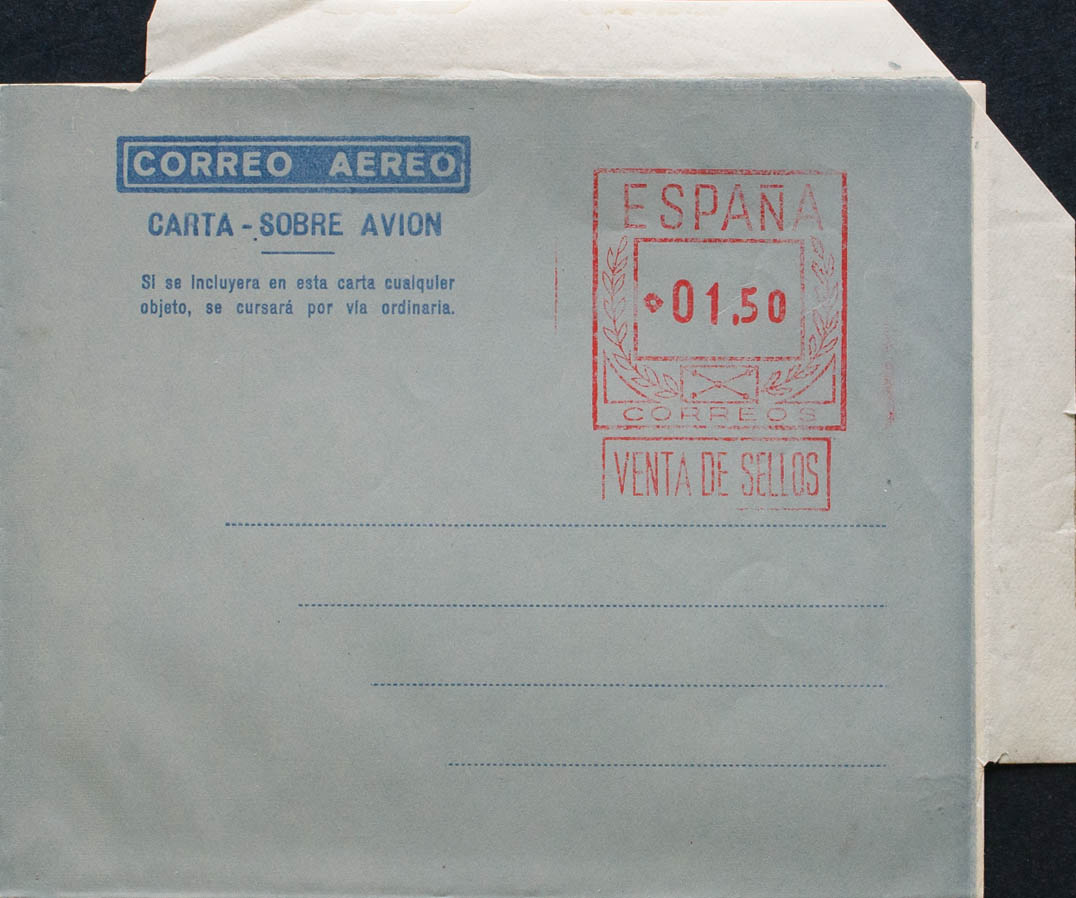 CORREO AEREO
CARTA - SOBRE AVION
Si se incluyera en esta carta cualquier
objeto, se cursará por vía ordinaria.
ESPAÑA
01,50
CORREOS
VENTA DE SELLOS